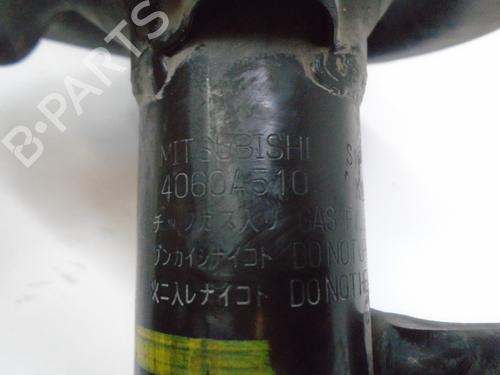 B-PARTS
MITSUBISHI
4060A510
チッソガス入リ GAS
ブンカイシナイコト DO NOT
火ニ入レナイコト DO NOT HE